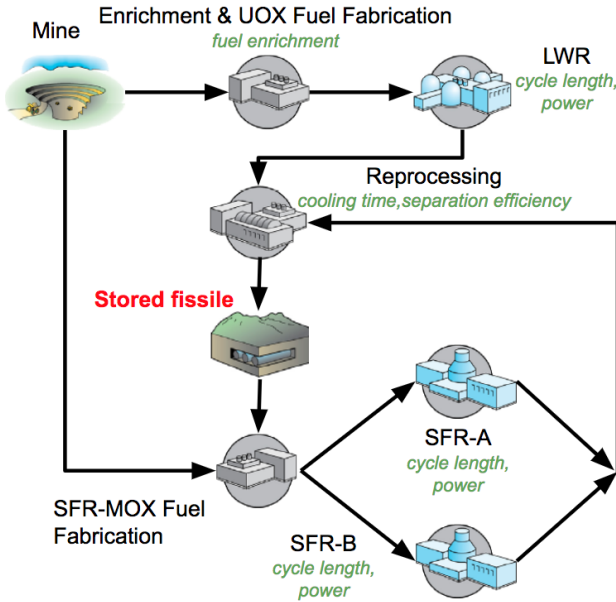 Enrichment & UOX Fuel Fabrication
fuel enrichment
Mine
LWR
cycle length,
power
Reprocessing
cooling time,separation efficiency
Stored fissile
SFR-A
cycle length,
power
SFR-MOX Fuel
Fabrication
SFR-B
cycle length,
power